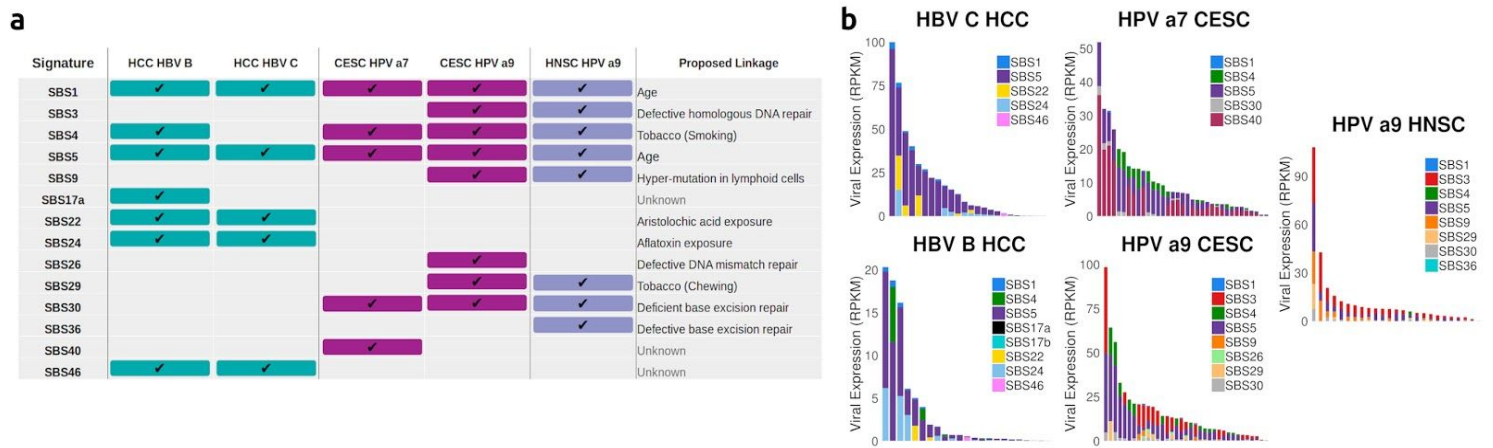 a
Signature HCC HBV B HCC HBV C CESC HPV a7 CESC HPV a9 HNSC HPV a9 Proposed Linkage
SBS1 ✔ ✔ ✔ ✔ ✔ Age
SBS3 ✔ ✔ Defective homologous DNA repair
SBS4 ✔ ✔ ✔ ✔ Tobacco (Smoking)
SBS5 ✔ ✔ ✔ ✔ ✔ Age
SBS9 ✔ ✔ Hyper-mutation in lymphoid cells
SBS17a ✔ Unknown
SBS22 ✔ ✔ Aristolochic acid exposure
SBS24 ✔ ✔ Aflatoxin exposure
SBS26 ✔ Defective DNA mismatch repair
SBS29 ✔ ✔ Tobacco (Chewing)
SBS30 ✔ ✔ ✔ Deficient base excision repair
SBS36 ✔ Defective base excision repair
SBS40 ✔ Unknown
SBS46 ✔ ✔ Unknown
b
HBV C HCC
Viral Expression (RPKM)
100
75
50
25
0
SBS1
SBS5
SBS22
SBS24
SBS46
HPV a7 CESC
Viral Expression (RPKM)
50
40
30
20
10
0
SBS1
SBS4
SBS5
SBS30
SBS40
HBV B HCC
Viral Expression (RPKM)
20
15
10
5
0
SBS1
SBS4
SBS5
SBS17a
SBS17b
SBS22
SBS24
SBS46
HPV a9 CESC
Viral Expression (RPKM)
100
75
50
25
0
SBS1
SBS3
SBS4
SBS5
SBS9
SBS26
SBS29
SBS30
HPV a9 HNSC
Viral Expression (RPKM)
90
60
30
0
SBS1
SBS3
SBS4
SBS5
SBS9
SBS29
SBS30
SBS36